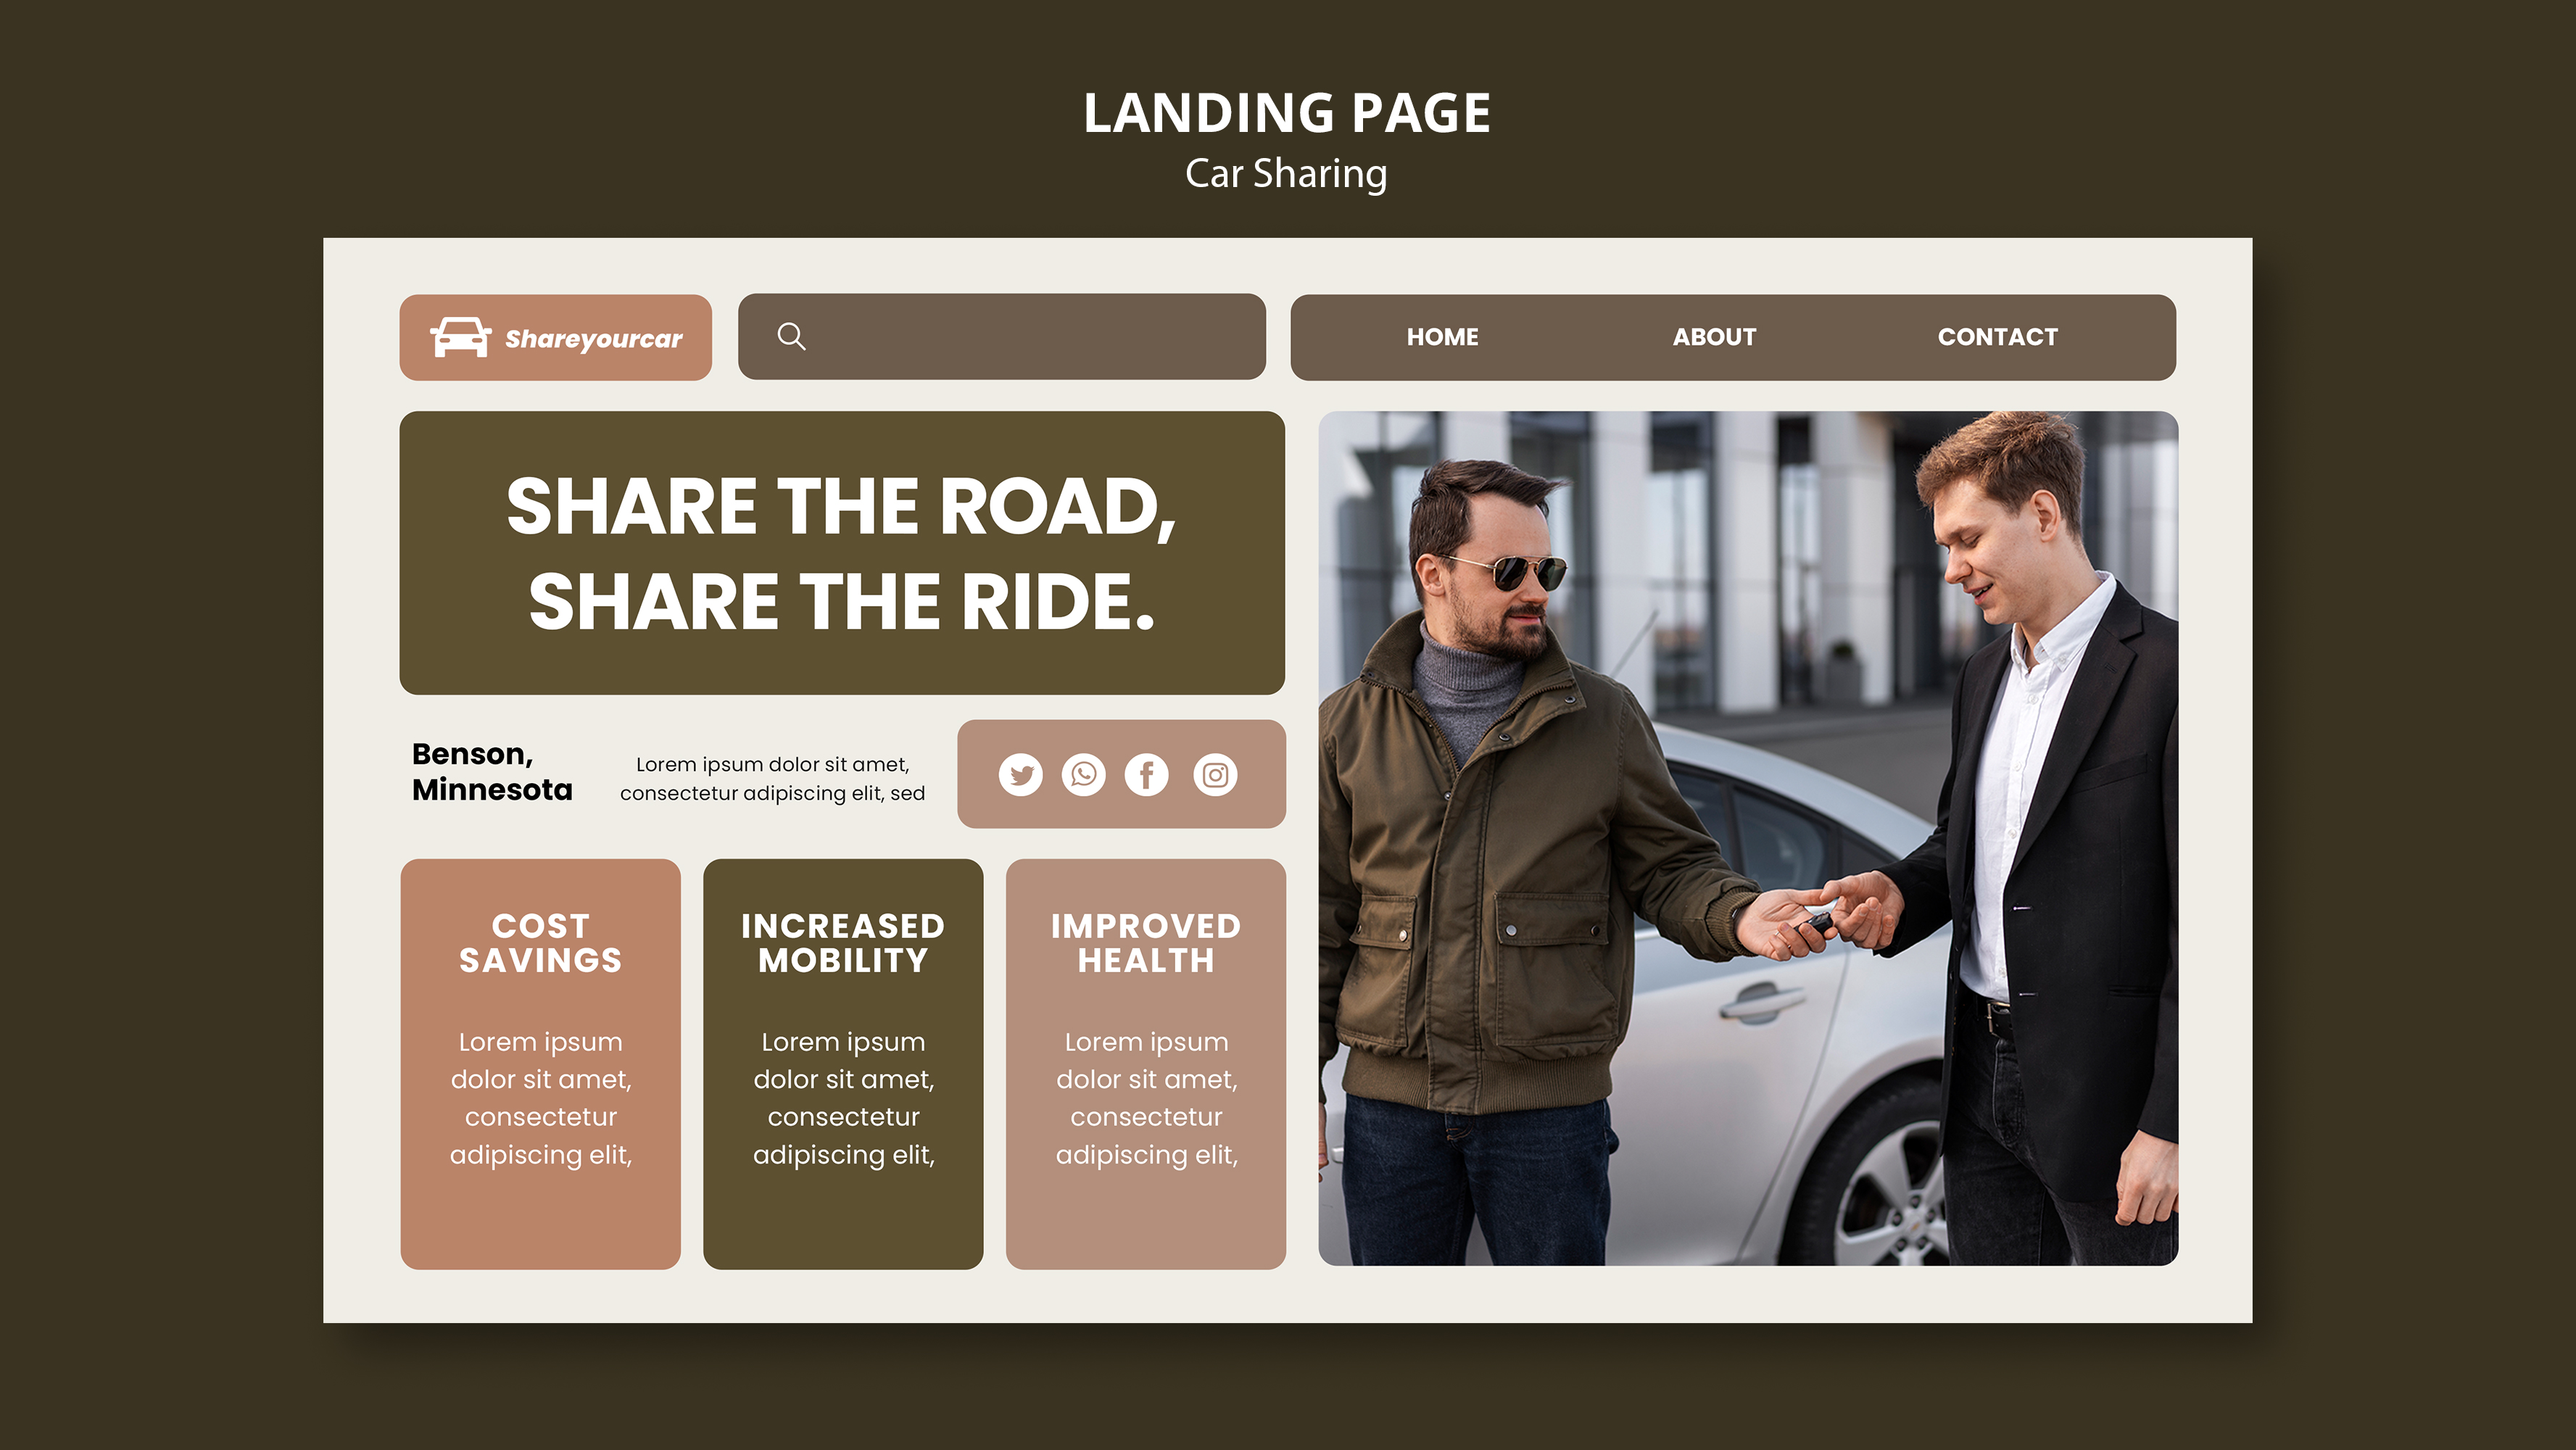 LANDING PAGE
Car Sharing
Shareyourcar
HOME
ABOUT
CONTACT
SHARE THE ROAD,
SHARE THE RIDE.
Benson,
Minnesota
Lorem ipsum dolor sit amet,
consectetur adipiscing elit, sed
COST
SAVINGS
Lorem ipsum
dolor sit amet,
consectetur
adipiscing elit,
INCREASED
MOBILITY
Lorem ipsum
dolor sit amet,
consectetur
adipiscing elit,
IMPROVED
HEALTH
Lorem ipsum
dolor sit amet,
consectetur
adipiscing elit,